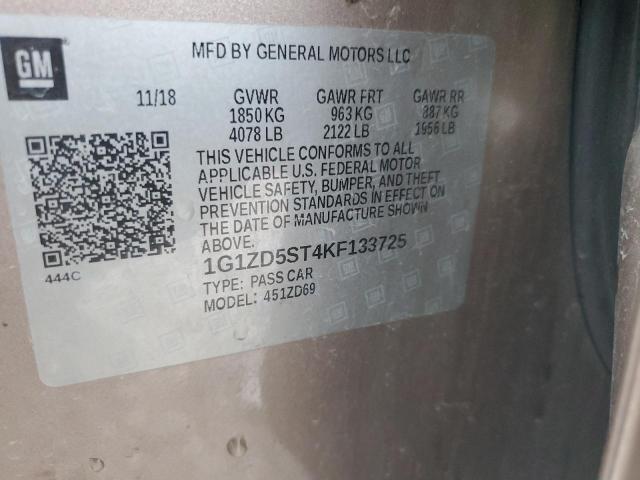 GM
MFD BY GENERAL MOTORS LLC
11/18 GVWR GAWR FRT GAWR RR
1850 KG 963 KG 887 KG
4078 LB 2122 LB 1956 LB
THIS VEHICLE CONFORMS TO ALL
APPLICABLE U.S. FEDERAL MOTOR
VEHICLE SAFETY, BUMPER, AND THEFT
PREVENTION STANDARDS IN EFFECT ON
THE DATE OF MANUFACTURE SHOWN
ABOVE.
444C
1G1ZD5ST4KF133725
TYPE: PASS CAR
MODEL: 451ZD69